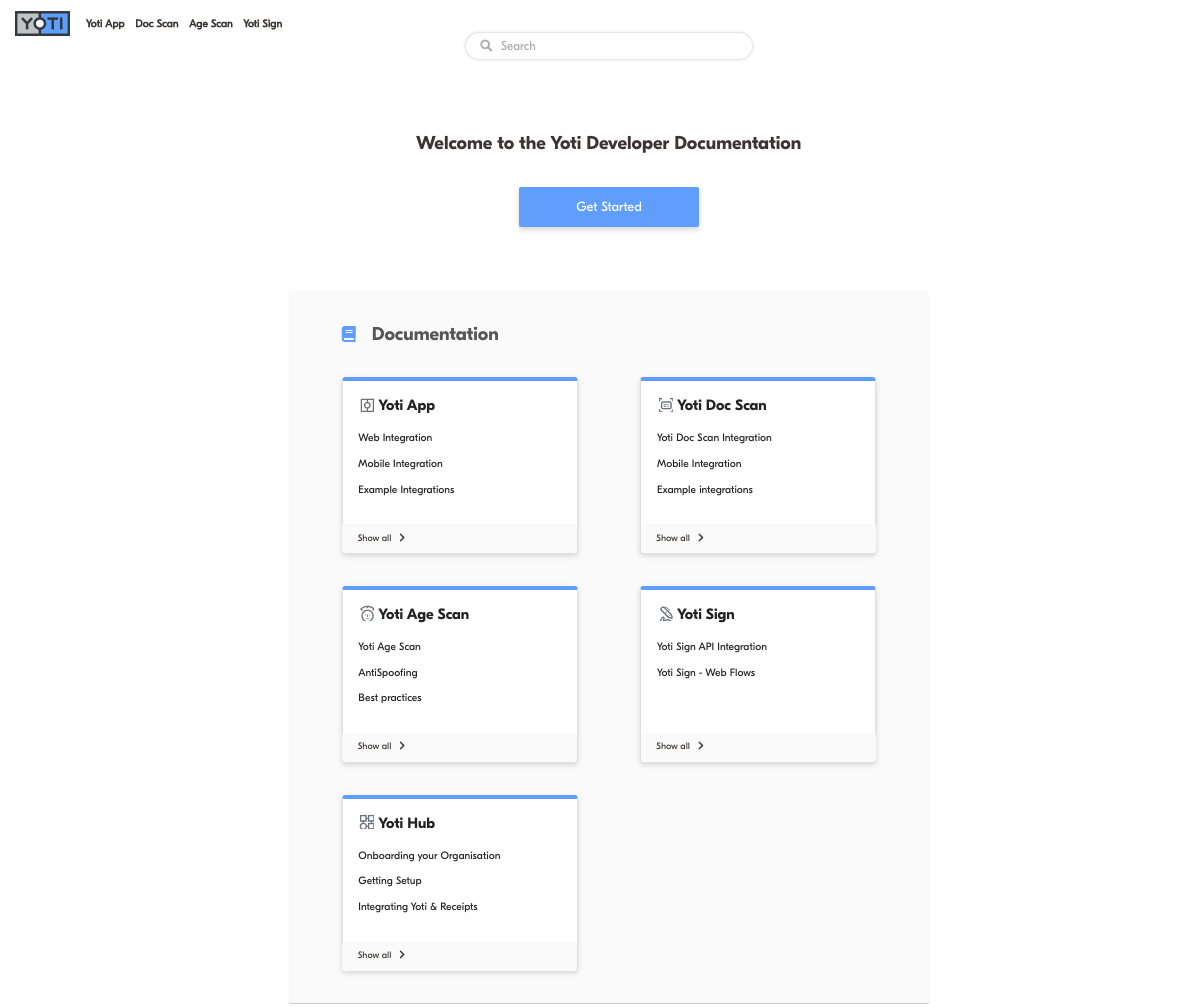 YOTI Yoti App Doc Scan Age Scan Yoti Sign
Search
Welcome to the Yoti Developer Documentation
Get Started
Documentation
Yoti App
Web Integration
Mobile Integration
Example Integrations
Show all
Yoti Doc Scan
Yoti Doc Scan Integration
Mobile Integration
Example integrations
Show all
Yoti Age Scan
Yoti Age Scan
AntiSpoofing
Best practices
Show all
Yoti Sign
Yoti Sign API Integration
Yoti Sign - Web Flows
Show all
Yoti Hub
Onboarding your Organisation
Getting Setup
Integrating Yoti & Receipts
Show all